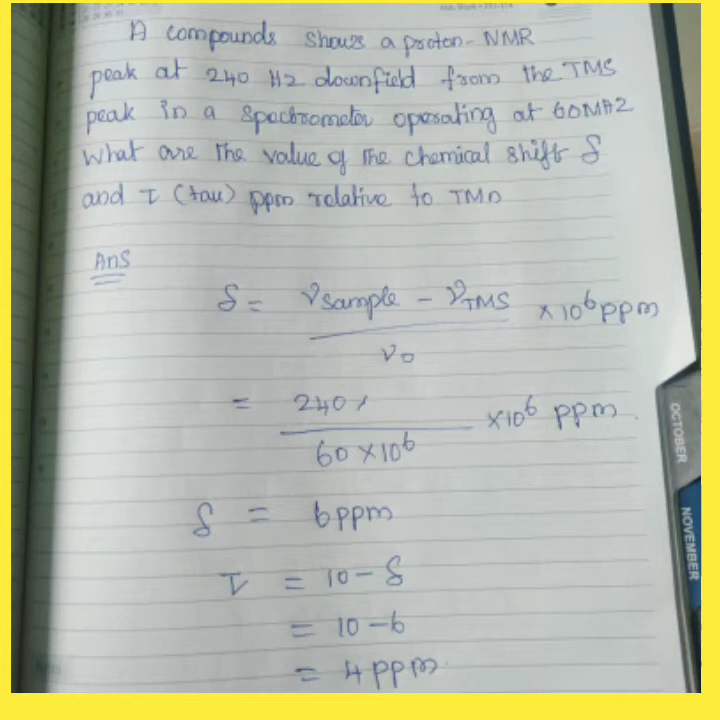 A compounds shows a proton-NMR
peak at 240 Hz downfield from the TMS
peak in a spectrometer operating at 60MHZ
What are the value of the chemical shift δ
and τ (tau) ppm relative to TMS
Ans
δ = νsample - νTMS / ν0 × 10⁶ ppm
= 240 / 60 × 10⁶ × 10⁶ ppm
δ = 6ppm
τ = 10 - δ
= 10 - 6
= 4 ppm
OCTOBER
NOVEMBER